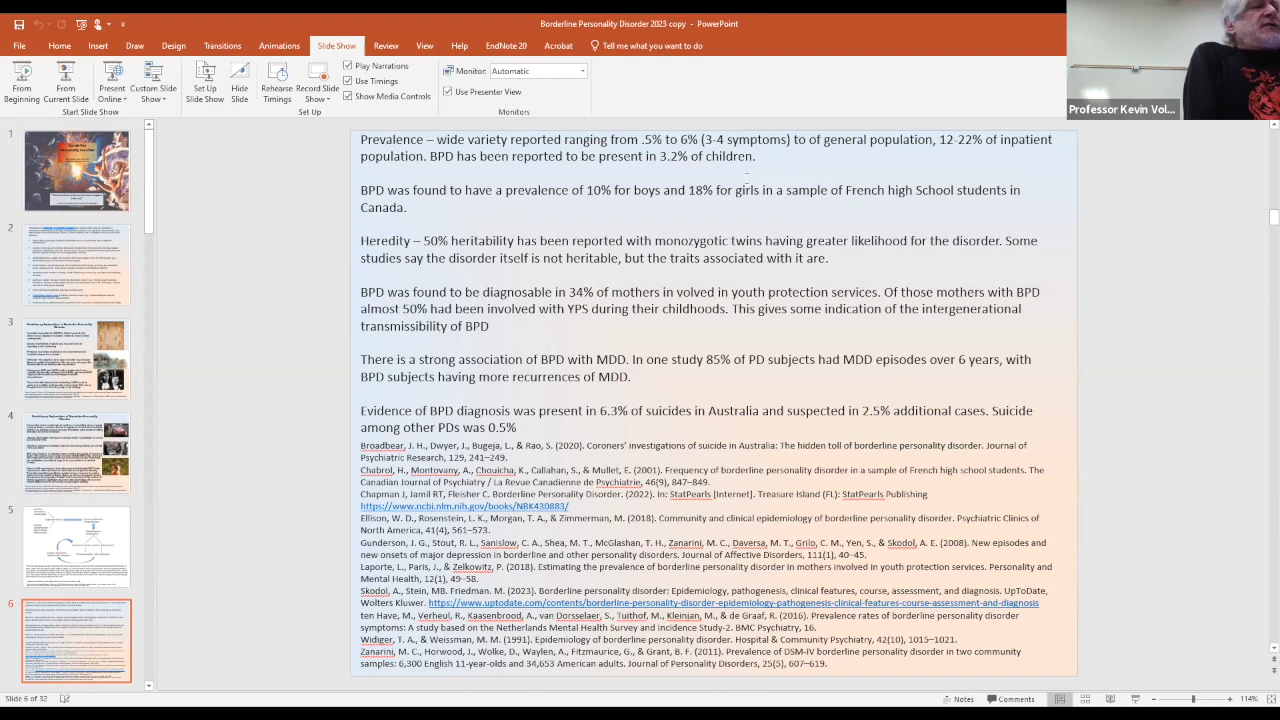 Borderline Personality Disorder 2023 copy - PowerPoint
File Home Insert Draw Design Transitions Animations Slide Show Review View Help EndNote 20 Acrobat Tell me what you want to do
From Beginning
From Current Slide
Present Online
Custom Slide Show
Start Slide Show
Set Up Slide Show
Hide Slide
Rehearse Timings
Record Slide Show
Play Narrations
Use Timings
Show Media Controls
Set Up
Monitor: Automatic
Use Presenter View
Monitors
Professor Kevin Vol...
1
2
3
4
5
6
Prevalence – wide variety reported ranging from .5% to 6% (3-4 symptoms) to of general population, 12-22% of inpatient
population. BPD has been reported to be present in 3.2% of children.
BPD was found to have a prevalence of 10% for boys and 18% for girls in a sample of French high School students in
Canada.
Heredity – 50% heritability has been reported with monozygotic twins having greater likelihood for the disorder. Some
studies say the disorder itself is not heritable, but the traits associated with it are.
BPD was found to be diagnosable in 34% of mothers in volved in youth protection services. Of those mothers with BPD
almost 50% had been involved with YPS during their childhoods. This gives some indication of the intergenerational
transmissibility of BPD
There is a strong association of BPD with MDD. In one study 85% of BPD subjects had MDD episodes over 6 years, with
BPD subjects having more recurrences of MDD.
Evidence of BPD diagnosis was present in 6.3% of suicides in Austria and suspected in 2.5% additional cases. Suicide
among other PDs was 0.5%
Broadbear, J. H., Dwyer, J., Bugeja, L., & Rao, S. (2020). Coroners' investigations of suicide in Australia: The hidden toll of borderline personality disorder. Journal of
Psychiatric Research, 129, 241–249.
Chabrol, H., Montovany, A., Chouicha, K., Callahan, S., & Mullet, E. (2001). Frequency of borderline personality disorder in a sample of French high school students. The
Canadian Journal of Psychiatry / La Revue Canadienne de Psychiatrie, 46(9), 847–849.
Chapman J, Jamil RT, Fleisher C. Borderline Personality Disorder. (2022). In: StatPearls [Internet]. Treasure Island (FL): StatPearls Publishing
https://www.ncbi.nlm.nih.gov/books/NBK430883/
Ellison, W. D., Rosenstein, L. K., Morgan, T. A., & Zimmerman, M. (2018). Community and clinical epidemiology of borderline personality disorder. Psychiatric Clinics of
North America, 41(4), 561–573.
Gunderson, J. G., Stout, R. L., Sanislow, C. A., Shea, M. T., McGlashan, T. H., Zanarini, M. C., Daversa, M. T., Grilo, C. M., Yen, S., & Skodol, A. E. (2008). New episodes and
new onsets of major depression in borderline and other personality disorders. Journal of Affective Disorders, 111(1), 40–45.
Laporte, L., Paris, J., & Zelkowitz, P. (2018). Estimating the prevalence of borderline personality disorder in mothers involved in youth protection services. Personality and
Mental Health, 12(1), 49–58.
Skodol A., Stein, MB. Friedman. M. (2023). Borderline personality disorder: Epidemiology, pathogenesis, clinical features, course, assessment, and diagnosis. UpToDate,
Wolters Kluwer. https://www.uptodate.com/contents/borderline-personality-disorder-epidemiology-pathogenesis-clinical-features-course-assessment-and-diagnosis
ten Have, M., Verheul, R., Kaasenbrood, A., van Dorsselaer, S., Tuithof, M., Kleinjan, M., & de Graaf, R. (2016). Prevalence rates of borderline personality disorder
symptoms: A study based on the Netherlands Mental Health Survey and Incidence Study-2. BMC Psychiatry, 16.
Widiger, T. A., & Weissman, M. M. (1991). Epidemiology of borderline personality disorder. Hospital & Community Psychiatry, 42(10), 1015–1021.
Zanarini, M. C., Horwood, J., Wolke, D., Waylen, A., Fitzmaurice, G., & Grant, B. F. (2011). Prevalence of DSM-IV borderline personality disorder in two community
samples: 6,300 English 11-year-olds and 34,653 American adults. Journal of Personality Disorders, 25(5), 607–619.
Slide 6 of 32
Notes Comments 114%